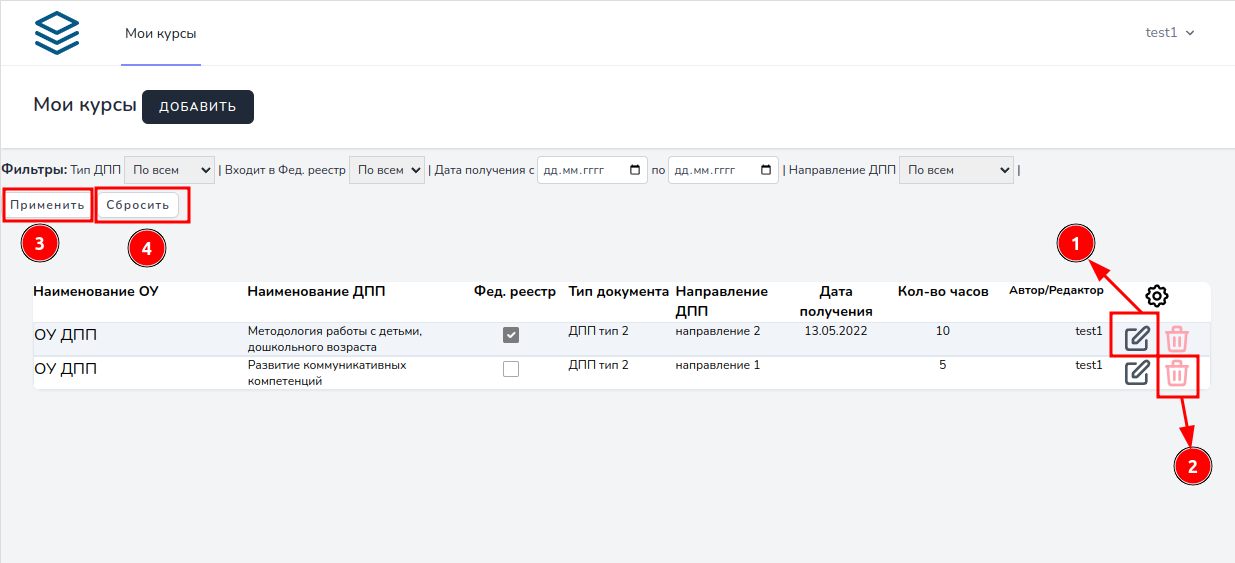 Мои курсы
test1
Мои курсы ДОБАВИТЬ
Фильтры: Тип ДПП По всем | Входит в Фед. реестр По всем | Дата получения с дд.мм.гггг по дд.мм.гггг | Направление ДПП По всем |
Применить Сбросить
3 4
1
Наименование ОУ Наименование ДПП Фед. реестр Тип документа Направление ДПП Дата получения Кол-во часов Автор/Редактор
ОУ ДПП Методология работы с детьми, дошкольного возраста ДПП тип 2 направление 2 13.05.2022 10 test1
ОУ ДПП Развитие коммуникативных компетенций ДПП тип 2 направление 1 5 test1
2